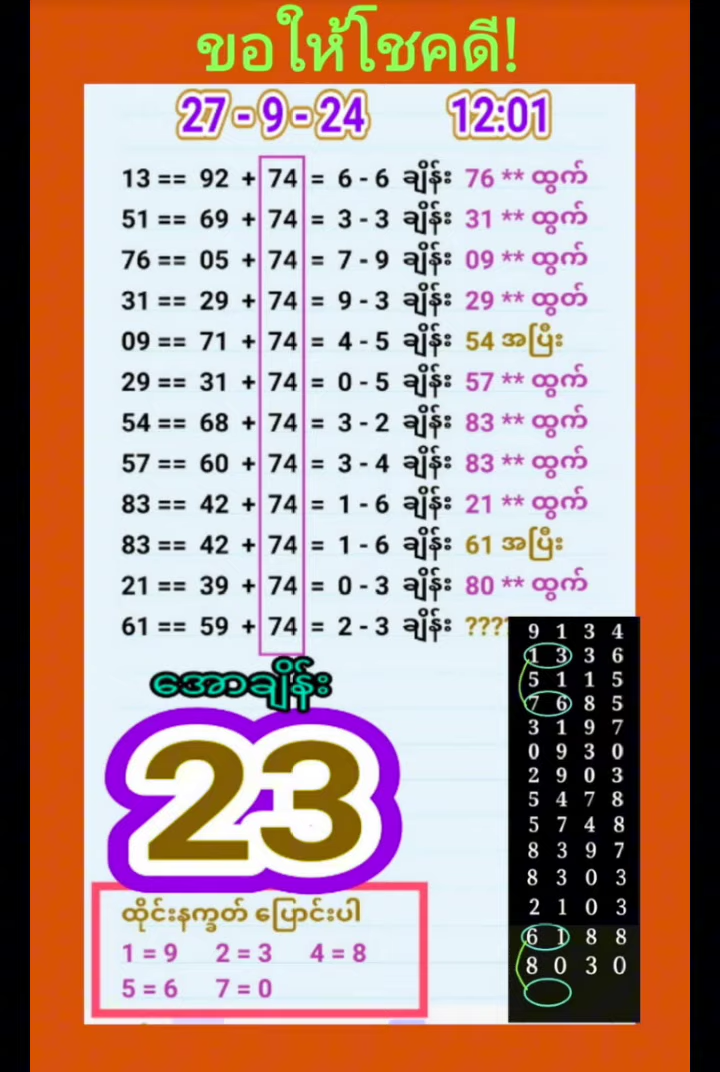 ขอให้โชคดี!
27-9-24 12:01
13 == 92 + 74 = 6 - 6 ချိန်း 76 ** ထွက်
51 == 69 + 74 = 3 - 3 ချိန်း 31 ** ထွက်
76 == 05 + 74 = 7 - 9 ချိန်း 09 ** ထွက်
31 == 29 + 74 = 9 - 3 ချိန်း 29 ** ထွတ်
09 == 71 + 74 = 4 - 5 ချိန်း 54 အပြီး
29 == 31 + 74 = 0 - 5 ချိန်း 57 ** ထွက်
54 == 68 + 74 = 3 - 2 ချိန်း 83 ** ထွက်
57 == 60 + 74 = 3 - 4 ချိန်း 83 ** ထွက်
83 == 42 + 74 = 1 - 6 ချိန်း 21 ** ထွက်
83 == 42 + 74 = 1 - 6 ချိန်း 61 အပြီး
21 == 39 + 74 = 0 - 3 ချိန်း 80 ** ထွက်
61 == 59 + 74 = 2 - 3 ချိန်း ????
အောချိန်း
23
ထိုင်းနက္ခတ် ပြောင်းပါ
1 = 9 2 = 3 4 = 8
5 = 6 7 = 0
9 1 3 4
1 3 3 6
5 1 1 5
7 6 8 5
3 1 9 7
0 9 3 0
2 9 0 3
5 4 7 8
5 7 4 8
8 3 9 7
8 3 0 3
2 1 0 3
6 1 8 8
8 0 3 0